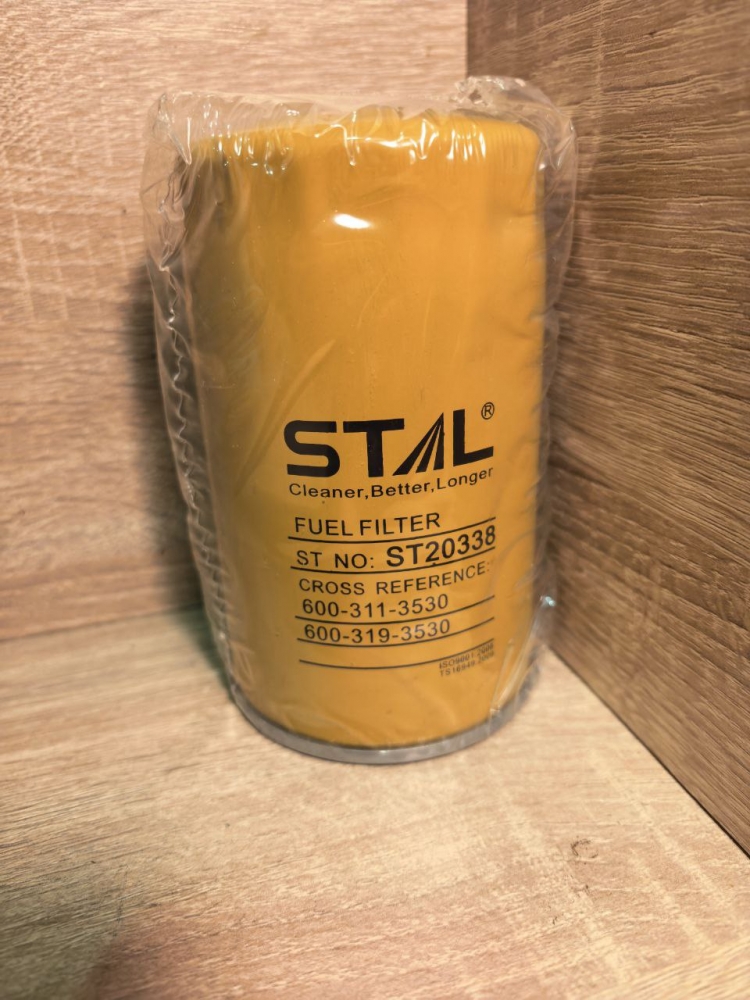 STAL®
Cleaner,Better,Longer
FUEL FILTER
ST NO: ST20338
CROSS REFERENCE:
600-311-3530
600-319-3530